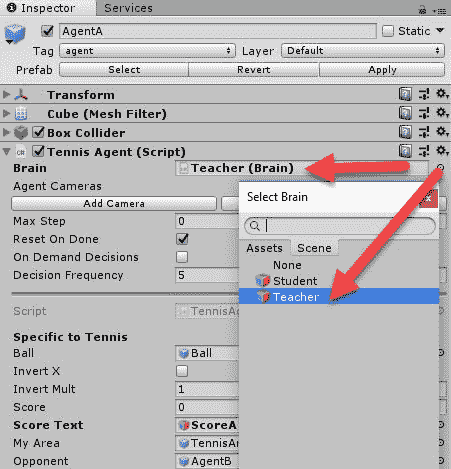 Inspector Services
AgentA Static
Tag agent Layer Default
Prefab Select Revert Apply
Transform
Cube (Mesh Filter)
Box Collider
Tennis Agent (Script)
Brain Teacher (Brain)
Agent Cameras
Add Camera
Select Brain
Max Step 0
Reset On Done
Assets Scene
On Demand Decisions
None
Decision Frequency 5
Student
Teacher
Script
Specific to Tennis
Ball Ball
Invert X
Invert Mult 1
Score 0
Score Text ScoreA
My Area
Opponent AgentB